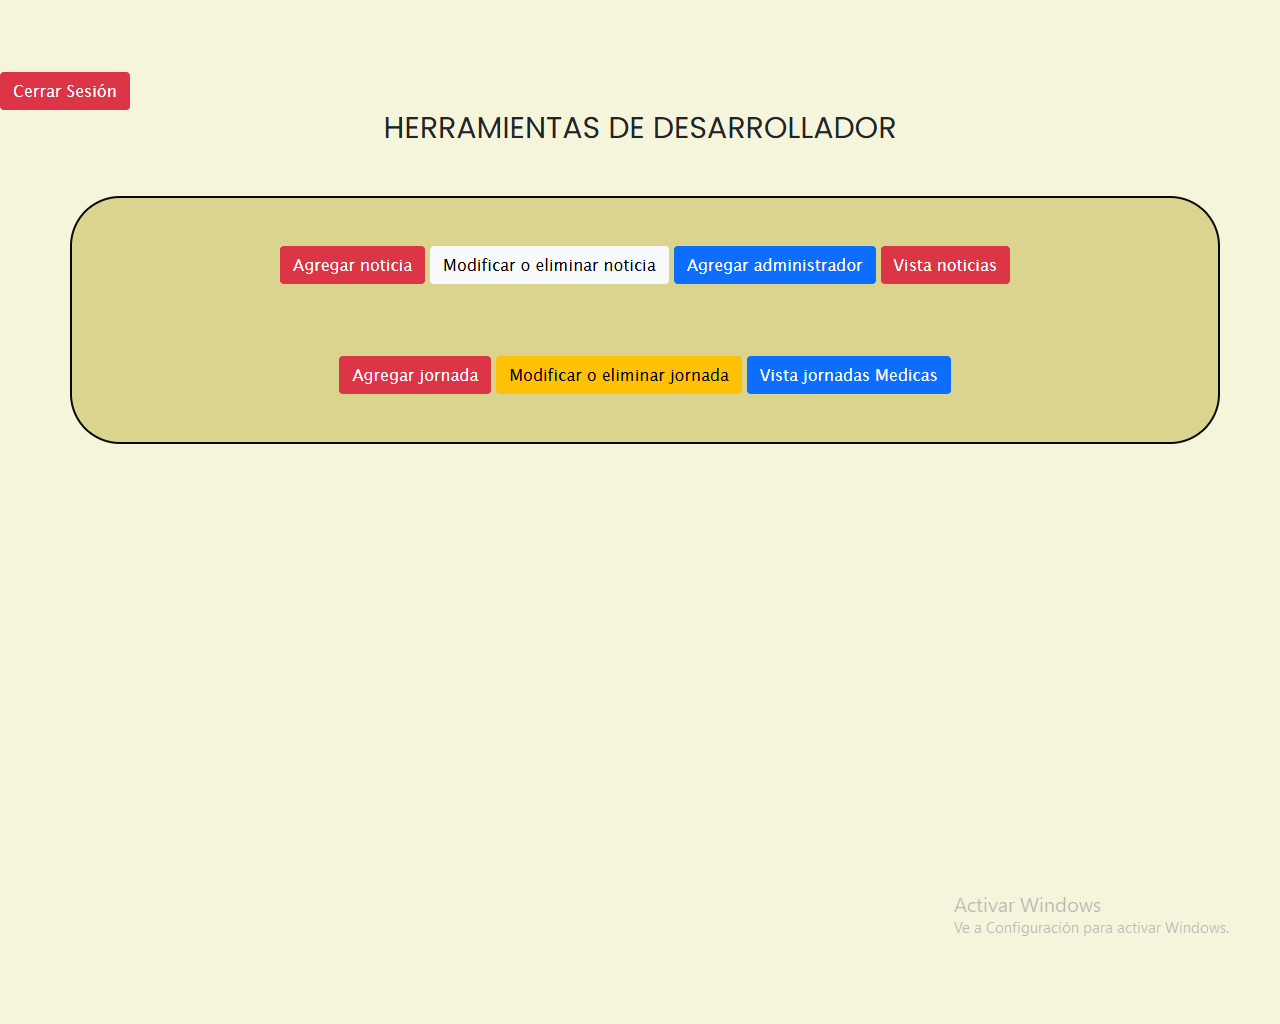 Cerrar Sesión
HERRAMIENTAS DE DESARROLLADOR
Agregar noticia Modificar o eliminar noticia Agregar administrador Vista noticias
Agregar jornada Modificar o eliminar jornada Vista jornadas Medicas
Activar Windows
Ve a Configuración para activar Windows.